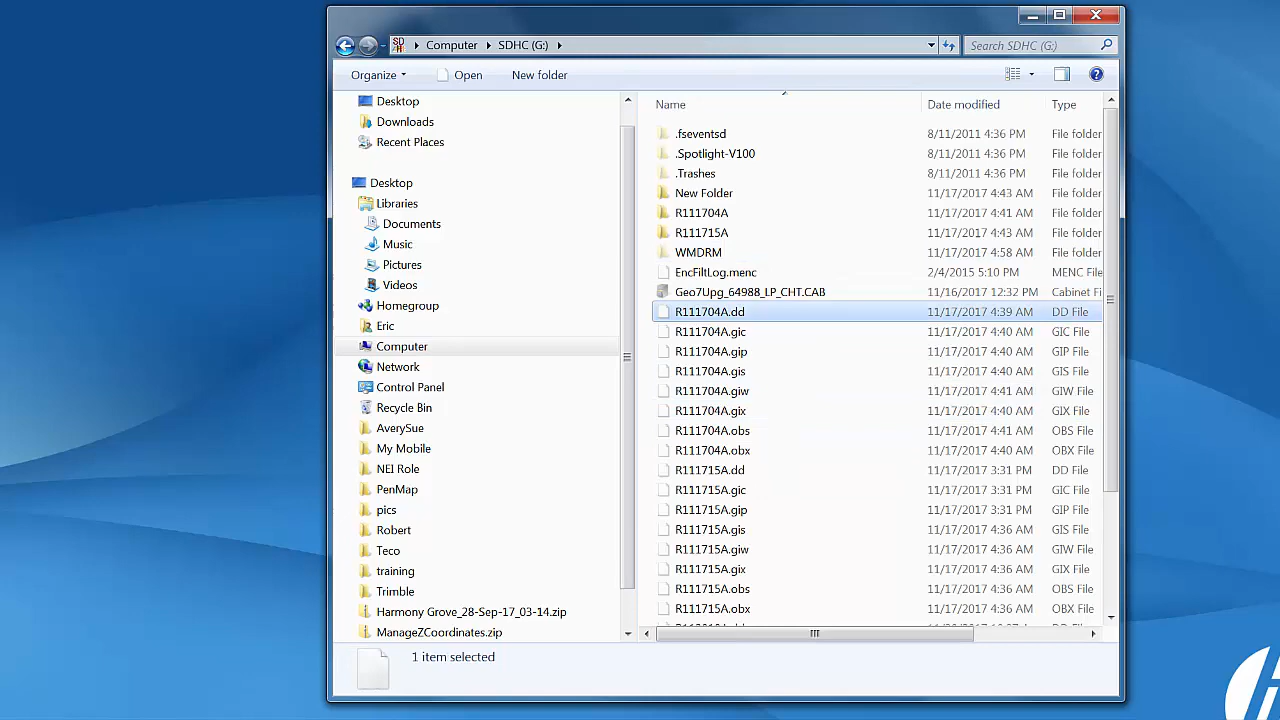 Computer SDHC (G:) Search SDHC (G:)
Organize Open New folder
Desktop
Downloads
Recent Places
Desktop
Libraries
Documents
Music
Pictures
Videos
Homegroup
Eric
Computer
Network
Control Panel
Recycle Bin
AverySue
My Mobile
NEI Role
PenMap
pics
Robert
Teco
training
Trimble
Harmony Grove_28-Sep-17_03-14.zip
ManageZCoordinates.zip
Name Date modified Type
.fseventsd 8/11/2011 4:36 PM File folder
.Spotlight-V100 8/11/2011 4:36 PM File folder
.Trashes 8/11/2011 4:36 PM File folder
New Folder 11/17/2017 4:43 AM File folder
R111704A 11/17/2017 4:41 AM File folder
R111715A 11/17/2017 4:43 AM File folder
WMDRM 11/17/2017 4:58 AM File folder
EncFiltLog.menc 2/4/2015 5:10 PM MENC File
Geo7Upg_64988_LP_CHT.CAB 11/16/2017 12:32 PM Cabinet Fi
R111704A.dd 11/17/2017 4:39 AM DD File
R111704A.gic 11/17/2017 4:40 AM GIC File
R111704A.gip 11/17/2017 4:40 AM GIP File
R111704A.gis 11/17/2017 4:40 AM GIS File
R111704A.giw 11/17/2017 4:41 AM GIW File
R111704A.gix 11/17/2017 4:40 AM GIX File
R111704A.obs 11/17/2017 4:41 AM OBS File
R111704A.obx 11/17/2017 4:40 AM OBX File
R111715A.dd 11/17/2017 3:31 PM DD File
R111715A.gic 11/17/2017 3:31 PM GIC File
R111715A.gip 11/17/2017 3:31 PM GIP File
R111715A.gis 11/17/2017 4:36 AM GIS File
R111715A.giw 11/17/2017 4:36 AM GIW File
R111715A.gix 11/17/2017 4:36 AM GIX File
R111715A.obs 11/17/2017 4:36 AM OBS File
R111715A.obx 11/17/2017 4:36 AM OBX File
1 item selected